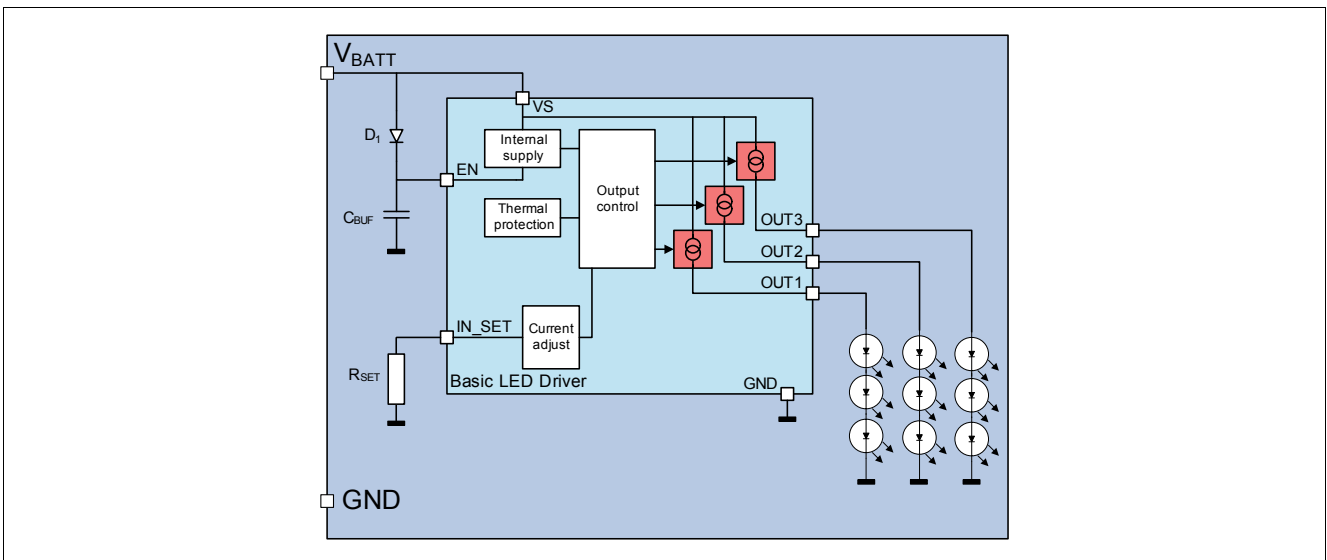 VBATT
VS
D1
Internal
supply
EN
Output
control
CBUF
Thermal
protection
OUT3
OUT2
OUT1
IN_SET
Current
adjust
RSET
Basic LED Driver
GND
GND